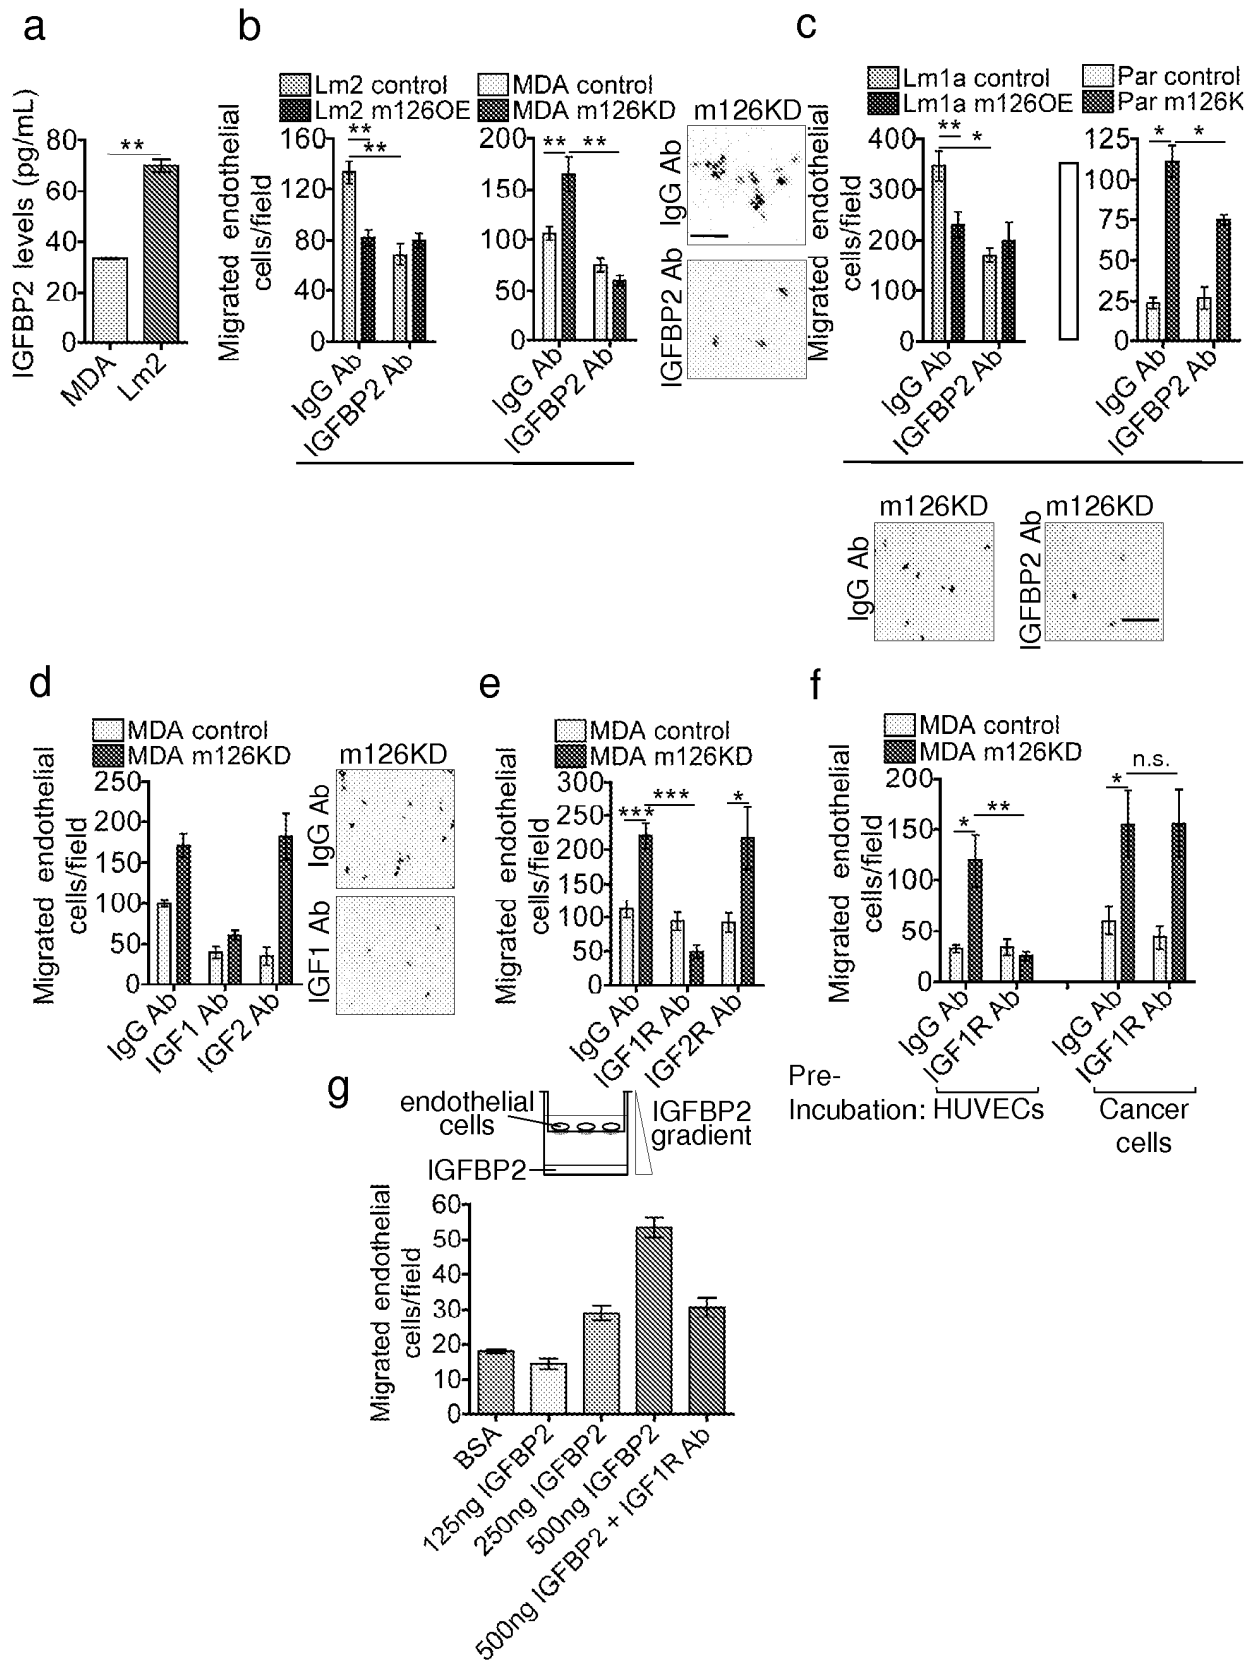 a
IGFBP2 levels (pg/mL)
80
60
40
20
0
**
MDA
Lm2
b
Lm2 control
Lm2 m126OE
MDA control
MDA m126KD
Migrated endothelial
cells/field
160
120
80
40
0
**
**
IgG Ab
IGFBP2 Ab
200
150
100
50
0
** **
IgG Ab
IGFBP2 Ab
m126KD
IgG Ab
IGFBP2 Ab
c
Lm1a control
Lm1a m126OE
Par control
Par m126K
Migrated endothelial
cells/field
400
300
200
100
0
**
*
IgG Ab
IGFBP2 Ab
125
100
75
50
25
0
* *
IgG Ab
IGFBP2 Ab
m126KD
IgG Ab
m126KD
IGFBP2 Ab
d
MDA control
MDA m126KD
Migrated endothelial
cells/field
250
200
150
100
50
0
IgG Ab
IGF1 Ab
IGF2 Ab
m126KD
IgG Ab
IGF1 Ab
e
MDA control
MDA m126KD
Migrated endothelial
cells/field
300
250
200
150
100
50
0
*** *** *
IgG Ab
IGF1R Ab
IGF2R Ab
f
MDA control
MDA m126KD
Migrated endothelial
cells/field
200
150
100
50
0
* ** * n.s.
IgG Ab
IGF1R Ab
IgG Ab
IGF1R Ab
Pre-
Incubation: HUVECs
Cancer
cells
g
endothelial
cells
IGFBP2
IGFBP2
gradient
Migrated endothelial
cells/field
60
50
40
30
20
10
0
BSA
125ng IGFBP2
250ng IGFBP2
500ng IGFBP2
500ng IGFBP2 + IGF1R Ab